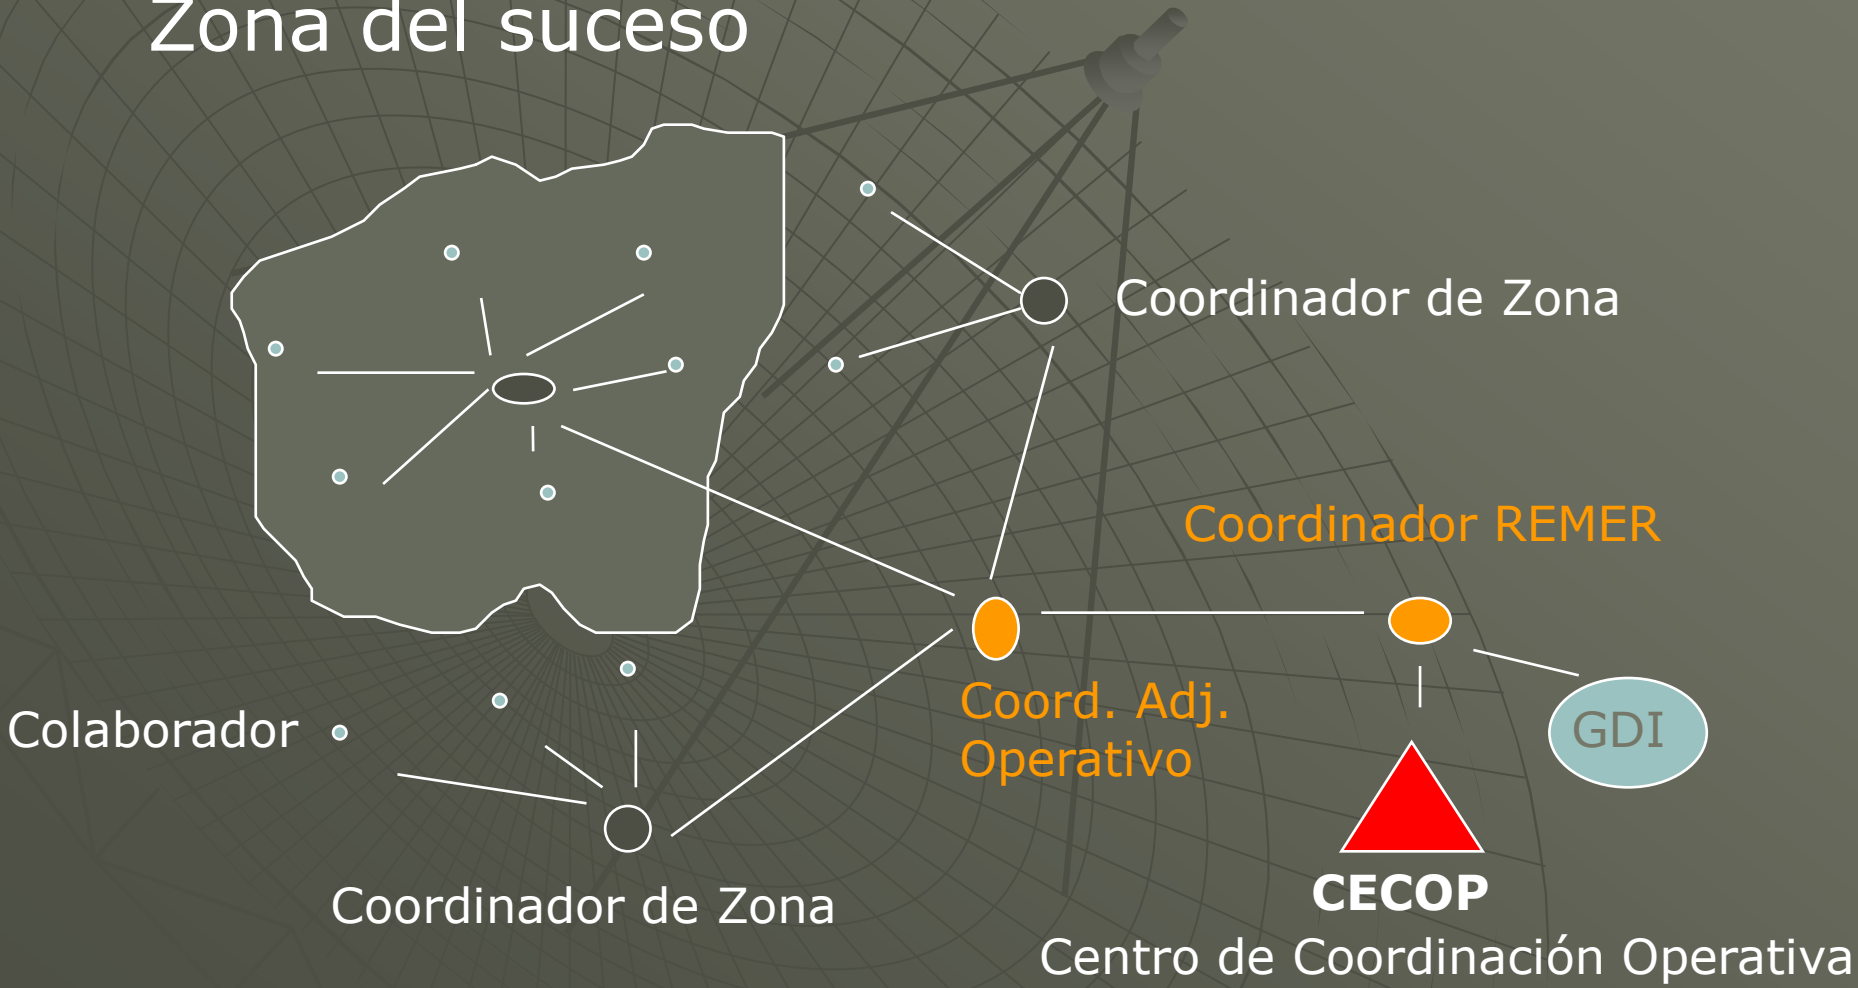 Zona del suceso
Coordinador de Zona
Coordinador REMER
Coord. Adj.
Operativo
GDI
Colaborador
CECOP
Coordinador de Zona
Centro de Coordinación Operativa